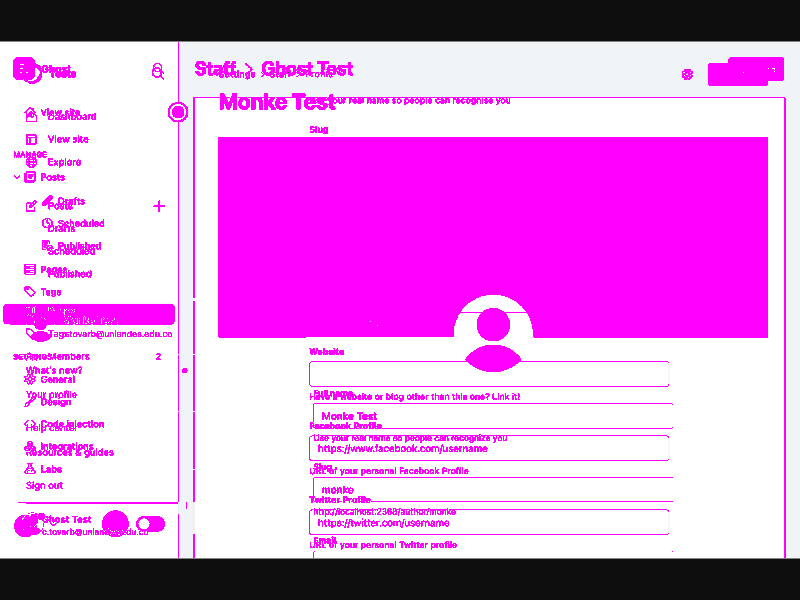 Ghost
Tests
Staff > Ghost Test
Settings > Staff > Profile
Monke Test
your real name so people can recognise you
View site
Dashboard
Slug
View site
MANAGE
Explore
Posts
Drafts
Posts
Scheduled
Drafts
Published
Scheduled
Pages
Published
Tags
Tags
c.tovarb@uniandes.edu.co
Website
Members
2
What's new?
General
Your profile
Have a website or blog other than this one? Link it!
Full name
Design
Monke Test
Code injection
Help center
Facebook Profile
Use your real name so people can recognize you
Integrations
https://www.facebook.com/username
Resources & guides
Slug
Labs
URL of your personal Facebook Profile
Sign out
monke
Twitter Profile
http://localhost:2368/author/monke
Ghost Test
https://twitter.com/username
c.tovarb@uniandes.edu.co
Email
URL of your personal Twitter profile